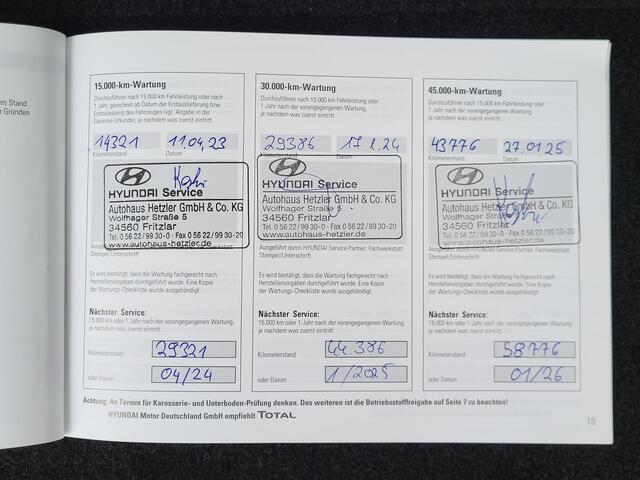 em Stand
n Gründen
15.000-km-Wartung
Durchzuführen nach 15.000 km Fahrleistung oder nach
1 Jahr, gerechnet ab Datum der Erstauslieferung bzw.
Erstzulassung des Fahrzeuges (vgl. Angabe in der
Garantie-Urkunde), je nachdem was zuerst eintritt.
14321 11.04.23
Kilometerstand Datum
HYUNDAI Service
Autohaus Hetzler GmbH & Co. KG
Wolfhager Straße 5
34560 Fritzlar
Tel. 0 56 22 / 99 30-0 · Fax 0 56 22 / 99 30-20
www.autohaus-hetzler.de
Stempel/Unterschrift
Es wird bestätigt, dass die Wartung fachgerecht nach
Herstellervorgaben durchgeführt wurde. Eine Kopie
der Wartungs-Checkliste wurde ausgehändigt.
Nächster Service:
15.000 km oder 1 Jahr nach der vorangegangenen Wartung,
je nachdem was zuerst eintritt.
Kilometerstand 29321
oder Datum 04/24
30.000-km-Wartung
Durchzuführen nach 15.000 km Fahrleistung oder
1 Jahr nach der vorangegangenen Wartung,
je nachdem was zuerst eintritt.
29386
Kilometerstand Datum
HYUNDAI Service
Autohaus Hetzler GmbH & Co. KG
Wolfhager Straße 5
34560 Fritzlar
Tel. 0 56 22 / 99 30-0 · Fax 0 56 22 / 99 30-20
www.autohaus-hetzler.de
Ausgeführt durch HYUNDAI Service-Partner, Fachwerkstatt
Stempel/Unterschrift
Es wird bestätigt, dass die Wartung fachgerecht nach
Herstellervorgaben durchgeführt wurde. Eine Kopie
der Wartungs-Checkliste wurde ausgehändigt.
Nächster Service:
15.000 km oder 1 Jahr nach der vorangegangenen Wartung,
je nachdem was zuerst eintritt.
Kilometerstand 44.386
oder Datum 1/2025
45.000-km-Wartung
Durchzuführen nach 15.000 km Fahrleistung oder
1 Jahr nach der vorangegangenen Wartung,
je nachdem was zuerst eintritt.
43776 27.01.25
Kilometerstand Datum
HYUNDAI Service
Autohaus Hetzler GmbH & Co. KG
Wolfhager Straße 5
34560 Fritzlar
Tel. 0 56 22 / 99 30-0 · Fax 0 56 22 / 99 30-20
www.autohaus-hetzler.de
Ausgeführt durch HYUNDAI Service-Partner, Fachwerkstatt
Stempel/Unterschrift
Es wird bestätigt, dass die Wartung fachgerecht nach
Herstellervorgaben durchgeführt wurde. Eine Kopie
der Wartungs-Checkliste wurde ausgehändigt.
Nächster Service:
15.000 km oder 1 Jahr nach der vorangegangenen Wartung,
je nachdem was zuerst eintritt.
Kilometerstand 58776
oder Datum 01/26
Achtung: An Termin für Karosserie- und Unterboden-Prüfung denken. Des weiteren ist die Betriebsstofffreigabe auf Seite 7 zu beachten!
HYUNDAI Motor Deutschland GmbH empfiehlt TOTAL
19